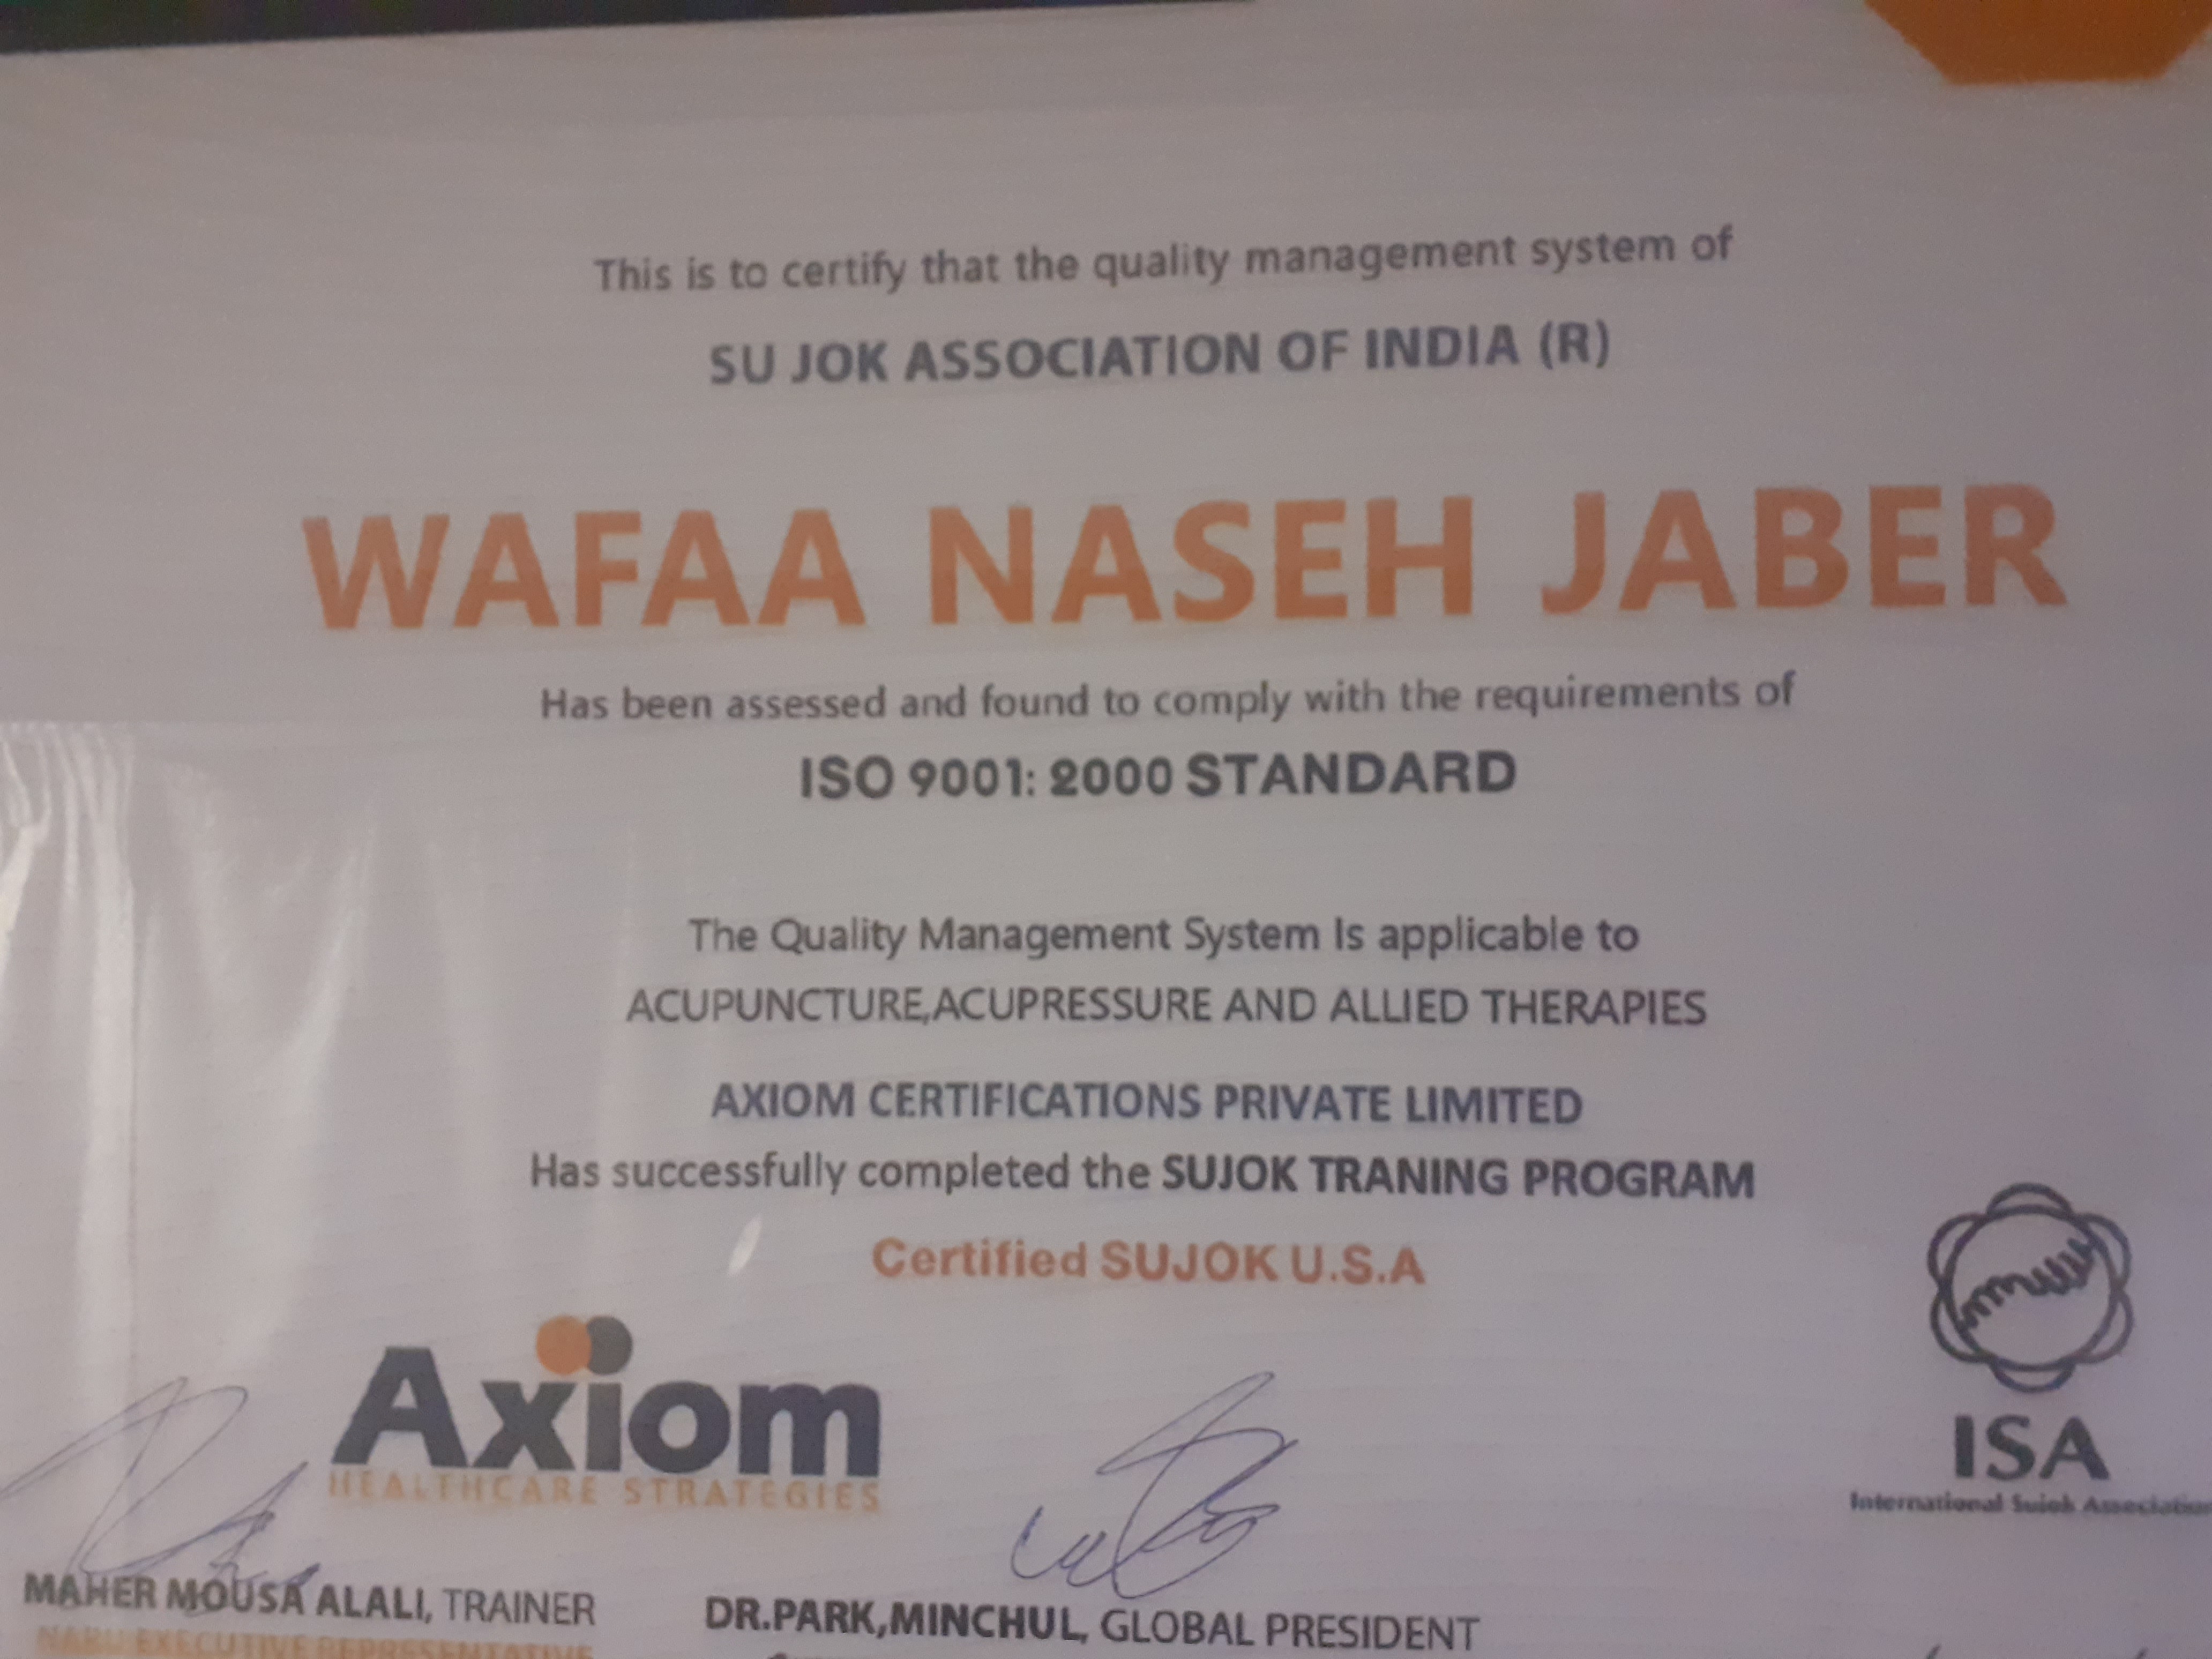 This is to certify that the quality management system of
SU JOK ASSOCIATION OF INDIA (R)
WAFAA NASEH JABER
Has been assessed and found to comply with the requirements of
ISO 9001: 2000 STANDARD
The Quality Management System Is applicable to
ACUPUNCTURE,ACUPRESSURE AND ALLIED THERAPIES
AXIOM CERTIFICATIONS PRIVATE LIMITED
Has successfully completed the SUJOK TRANING PROGRAM
Certified SUJOK U.S.A
Axiom
HEALTHCARE STRATEGIES
ISA
International Sujok Association
MAHER MOUSA ALALI, TRAINER
EXECUTIVE REPRSSENTATIVE
DR.PARK,MINCHUL, GLOBAL PRESIDENT